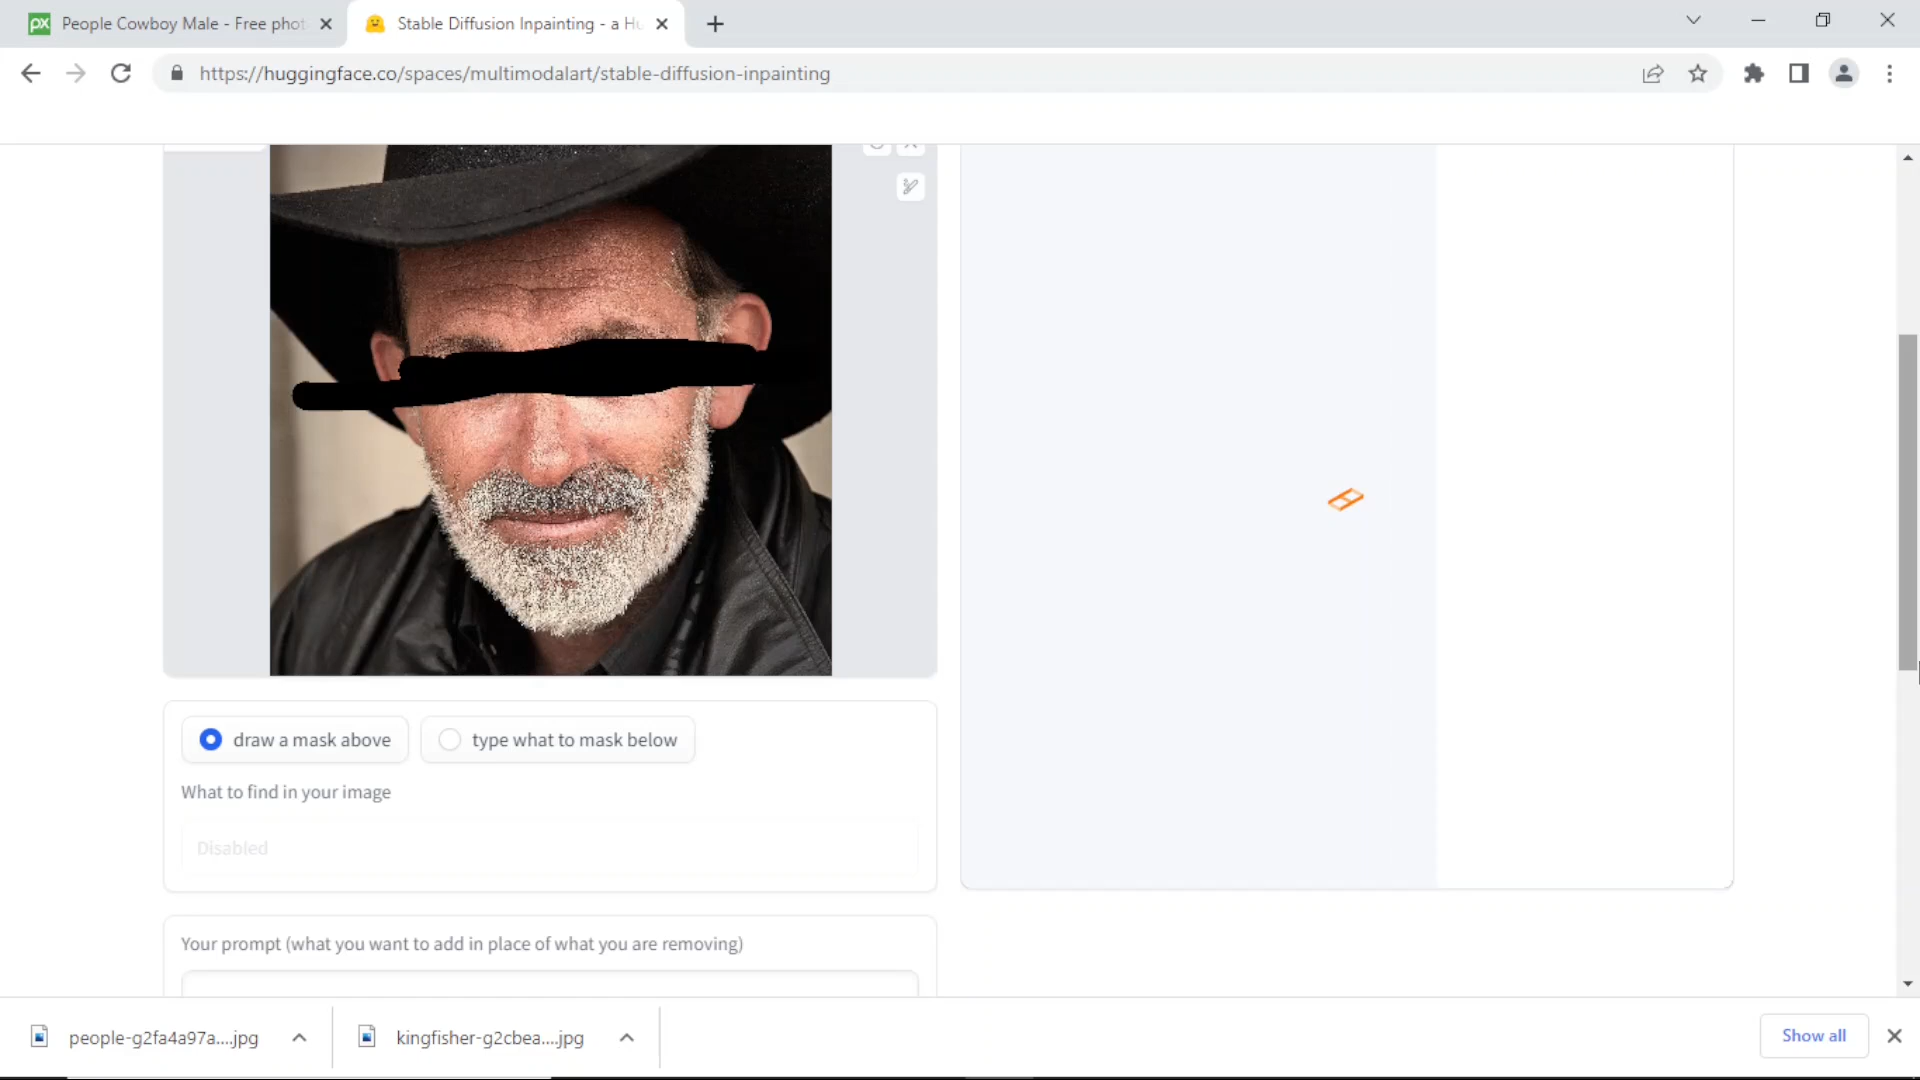 px People Cowboy Male - Free phot
Stable Diffusion Inpainting - a Hu
https://huggingface.co/spaces/multimodalart/stable-diffusion-inpainting
draw a mask above
type what to mask below
What to find in your image
Disabled
Your prompt (what you want to add in place of what you are removing)
people-g2fa4a97a....jpg
kingfisher-g2cbea....jpg
Show all